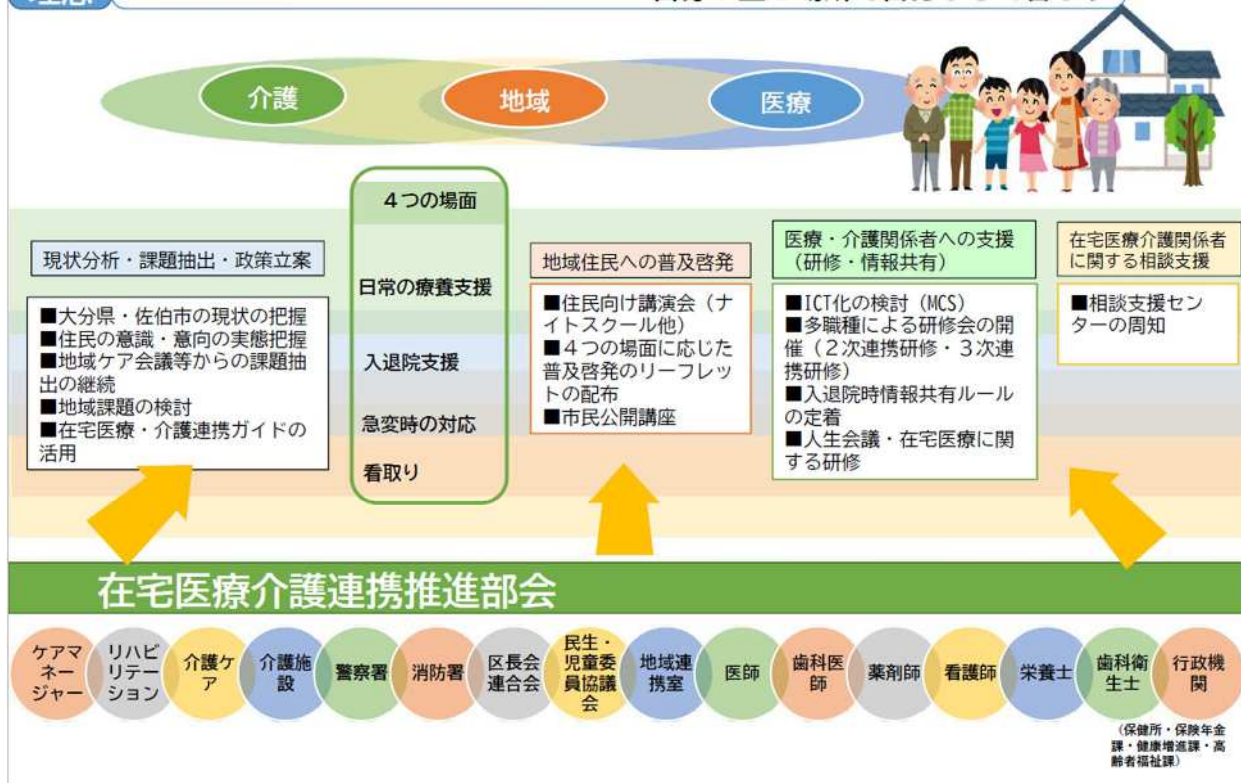 介護
地域
医療
4つの場面
日常の療養支援
入退院支援
急変時の対応
看取り
現状分析・課題抽出・政策立案
■大分県・佐伯市の現状の把握
■住民の意識・意向の実態把握
■地域ケア会議等からの課題抽
出の継続
■地域課題の検討
■在宅医療・介護連携ガイドの
活用
地域住民への普及啓発
■住民向け講演会（ナ
イトスクール他）
■４つの場面に応じた
普及啓発のリーフレッ
トの配布
■市民公開講座
医療・介護関係者への支援
（研修・情報共有）
■ICT化の検討（MCS）
■多職種による研修会の開
催（２次連携研修・３次連
携研修）
■入退院時情報共有ルール
の定着
■人生会議・在宅医療に関
する研修
在宅医療介護関係者
に関する相談支援
■相談支援セン
ターの周知
在宅医療介護連携推進部会
ケアマ
ネー
ジャー
リハビ
リテー
ション
介護ケ
ア
介護施
設
警察署
消防署
区長会
連合会
民生・
児童委
員協議
会
地域連
携室
医師
歯科医
師
薬剤師
看護師
栄養士
歯科衛
生士
行政機
関
（保健所・保険年金
課・健康増進課・高
齢者福祉課）